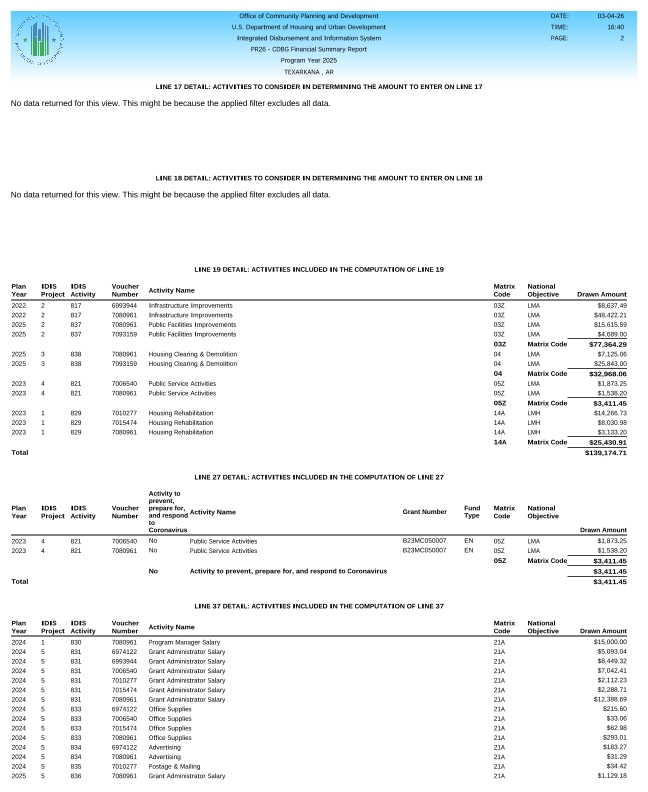 Office of Community Planning and Development DATE: 03-04-26
U.S. Department of Housing and Urban Development TIME: 16:40
Integrated Disbursement and Information System PAGE: 2
PR26 - CDBG Financial Summary Report
Program Year 2025
TEXARKANA , AR
LINE 17 DETAIL: ACTIVITIES TO CONSIDER IN DETERMINING THE AMOUNT TO ENTER ON LINE 17
No data returned for this view. This might be because the applied filter excludes all data.
LINE 18 DETAIL: ACTIVITIES TO CONSIDER IN DETERMINING THE AMOUNT TO ENTER ON LINE 18
No data returned for this view. This might be because the applied filter excludes all data.
LINE 19 DETAIL: ACTIVITIES INCLUDED IN THE COMPUTATION OF LINE 19
Plan IDIS IDIS Voucher Activity Name Matrix National
Year Project Activity Number Code Objective Drawn Amount
2022 2 817 6993944 Infrastructure Improvements 03Z LMA $8,637.49
2022 2 817 7080961 Infrastructure Improvements 03Z LMA $48,422.21
2025 2 837 7080961 Public Facilities Improvements 03Z LMA $15,615.59
2025 2 837 7093159 Public Facilities Improvements 03Z LMA $4,689.00
03Z Matrix Code $77,364.29
2025 3 838 7080961 Housing Clearing & Demolition 04 LMA $7,125.06
2025 3 838 7093159 Housing Clearing & Demolition 04 LMA $25,843.00
04 Matrix Code $32,968.06
2023 4 821 7006540 Public Service Activities 05Z LMA $1,873.25
2023 4 821 7080961 Public Service Activities 05Z LMA $1,538.20
05Z Matrix Code $3,411.45
2023 1 829 7010277 Housing Rehabilitation 14A LMH $14,266.73
2023 1 829 7015474 Housing Rehabilitation 14A LMH $8,030.98
2023 1 829 7080961 Housing Rehabilitation 14A LMH $3,133.20
14A Matrix Code $25,430.91
Total $139,174.71
LINE 27 DETAIL: ACTIVITIES INCLUDED IN THE COMPUTATION OF LINE 27
Plan Year IDIS Project IDIS Activity Voucher Number Activity to prevent, prepare for, and respond to Coronavirus Activity Name Grant Number Fund Type Matrix Code National Objective Drawn Amount
2023 4 821 7006540 No Public Service Activities B23MC050007 EN 05Z LMA $1,873.25
2023 4 821 7080961 No Public Service Activities B23MC050007 EN 05Z LMA $1,538.20
05Z Matrix Code $3,411.45
No Activity to prevent, prepare for, and respond to Coronavirus $3,411.45
Total $3,411.45
LINE 37 DETAIL: ACTIVITIES INCLUDED IN THE COMPUTATION OF LINE 37
Plan IDIS IDIS Voucher Activity Name Matrix National
Year Project Activity Number Code Objective Drawn Amount
2024 1 830 7080961 Program Manager Salary 21A $15,000.00
2024 5 831 6974122 Grant Administrator Salary 21A $5,093.04
2024 5 831 6993944 Grant Administrator Salary 21A $8,449.32
2024 5 831 7006540 Grant Administrator Salary 21A $7,042.41
2024 5 831 7010277 Grant Administrator Salary 21A $2,112.23
2024 5 831 7015474 Grant Administrator Salary 21A $2,288.71
2024 5 831 7080961 Grant Administrator Salary 21A $12,388.69
2024 5 833 6974122 Office Supplies 21A $215.60
2024 5 833 7006540 Office Supplies 21A $33.06
2024 5 833 7015474 Office Supplies 21A $62.98
2024 5 833 7080961 Office Supplies 21A $293.01
2024 5 834 6974122 Advertising 21A $183.27
2024 5 834 7080961 Advertising 21A $31.29
2024 5 835 7010277 Postage & Mailing 21A $34.42
2025 5 836 7080961 Grant Administrator Salary 21A $1,129.18